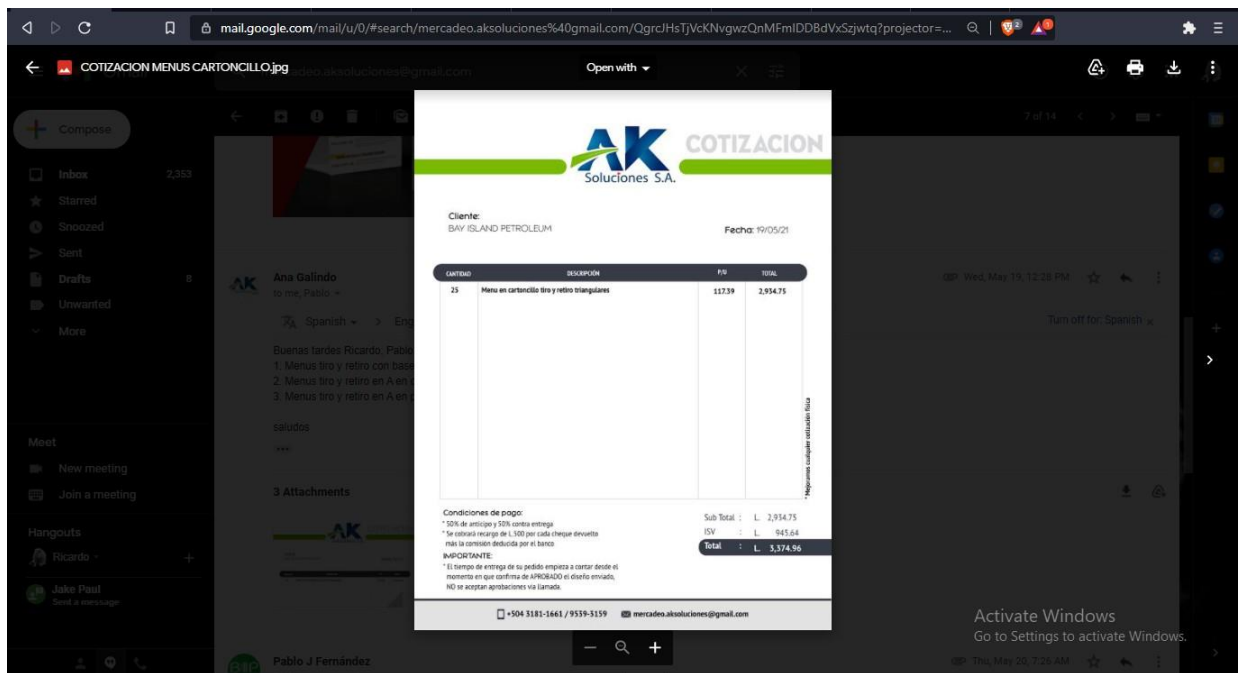 mail.google.com/mail/u/0/#search/mercadeo.aksoluciones%40gmail.com/QgrcJHsTjVcKNvgwzQnMFmIDDBdVxSzjwtq?projector=...
COTIZACION MENUS CARTONCILLO.jpg
Open with
Compose
7 of 14
Inbox 2,353
Starred
Snoozed
Sent
Drafts 8
Unwanted
More
Meet
New meeting
Join a meeting
Hangouts
Ricardo
Jake Paul
Send a message
Ana Galindo
to me, Pablo
Wed, May 19, 12:28 PM
Spanish > Eng
Turn off for: Spanish
Buenas tardes Ricardo, Pablo
1. Menus tiro y retiro con base
2. Menus tiro y retiro en A en
3. Menus tiro y retiro en A en
saludos
3 Attachments
AK
Pablo J Fernández
Thu, May 20, 7:26 AM
AK
Soluciones S.A.
COTIZACION
Cliente:
BAY ISLAND PETROLEUM
Fecha: 19/05/21
CANTIDAD DESCRIPCIÓN P/U TOTAL
25 Menu en cartoncillo tiro y retiro triangulares 117.39 2,934.75
* Mejoramos cualquier cotización física
Condiciones de pago:
* 50% de anticipo y 50% contra entrega
* Se cobrará recargo de L.300 por cada cheque devuelto
más la comisión deducida por el banco
IMPORTANTE:
* El tiempo de entrega de su pedido empieza a contar desde el
momento en que confirma de APROBADO el diseño enviado,
NO se aceptan aprobaciones vía llamada.
Sub Total : L. 2,934.75
ISV : L. 945.64
Total : L. 3,374.96
+504 3181-1661 / 9539-3159 mercadeo.aksoluciones@gmail.com
Activate Windows
Go to Settings to activate Windows.